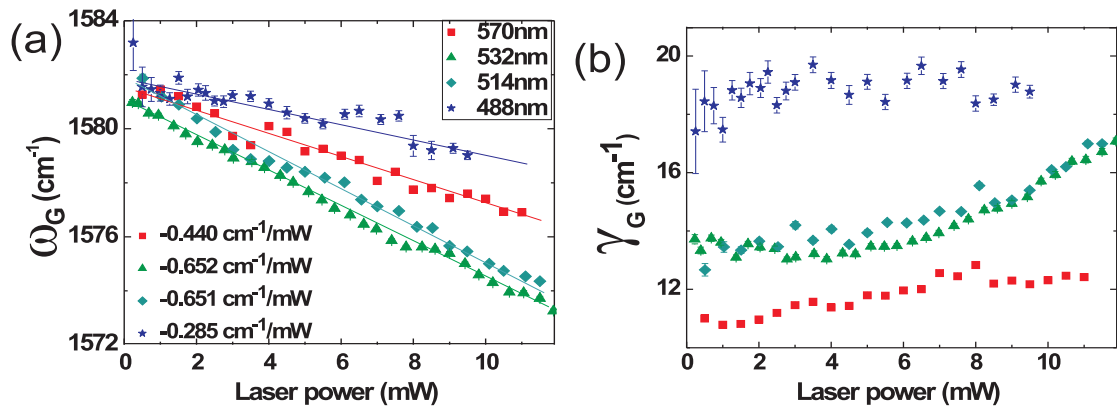 (a)
1584
1580
1576
1572
ω_G (cm⁻¹)
570nm
532nm
514nm
488nm
-0.440 cm⁻¹/mW
-0.652 cm⁻¹/mW
-0.651 cm⁻¹/mW
-0.285 cm⁻¹/mW
0 2 4 6 8 10
Laser power (mW)
(b)
20
16
12
γ_G (cm⁻¹)
0 2 4 6 8 10
Laser power (mW)